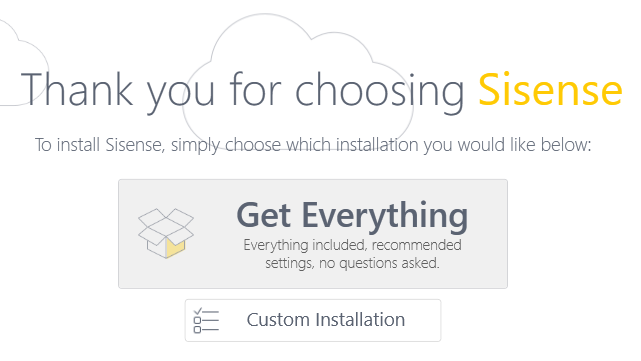 Thank you for choosing Sisense
To install Sisense, simply choose which installation you would like below:
Get Everything
Everything included, recommended
settings, no questions asked.
Custom Installation